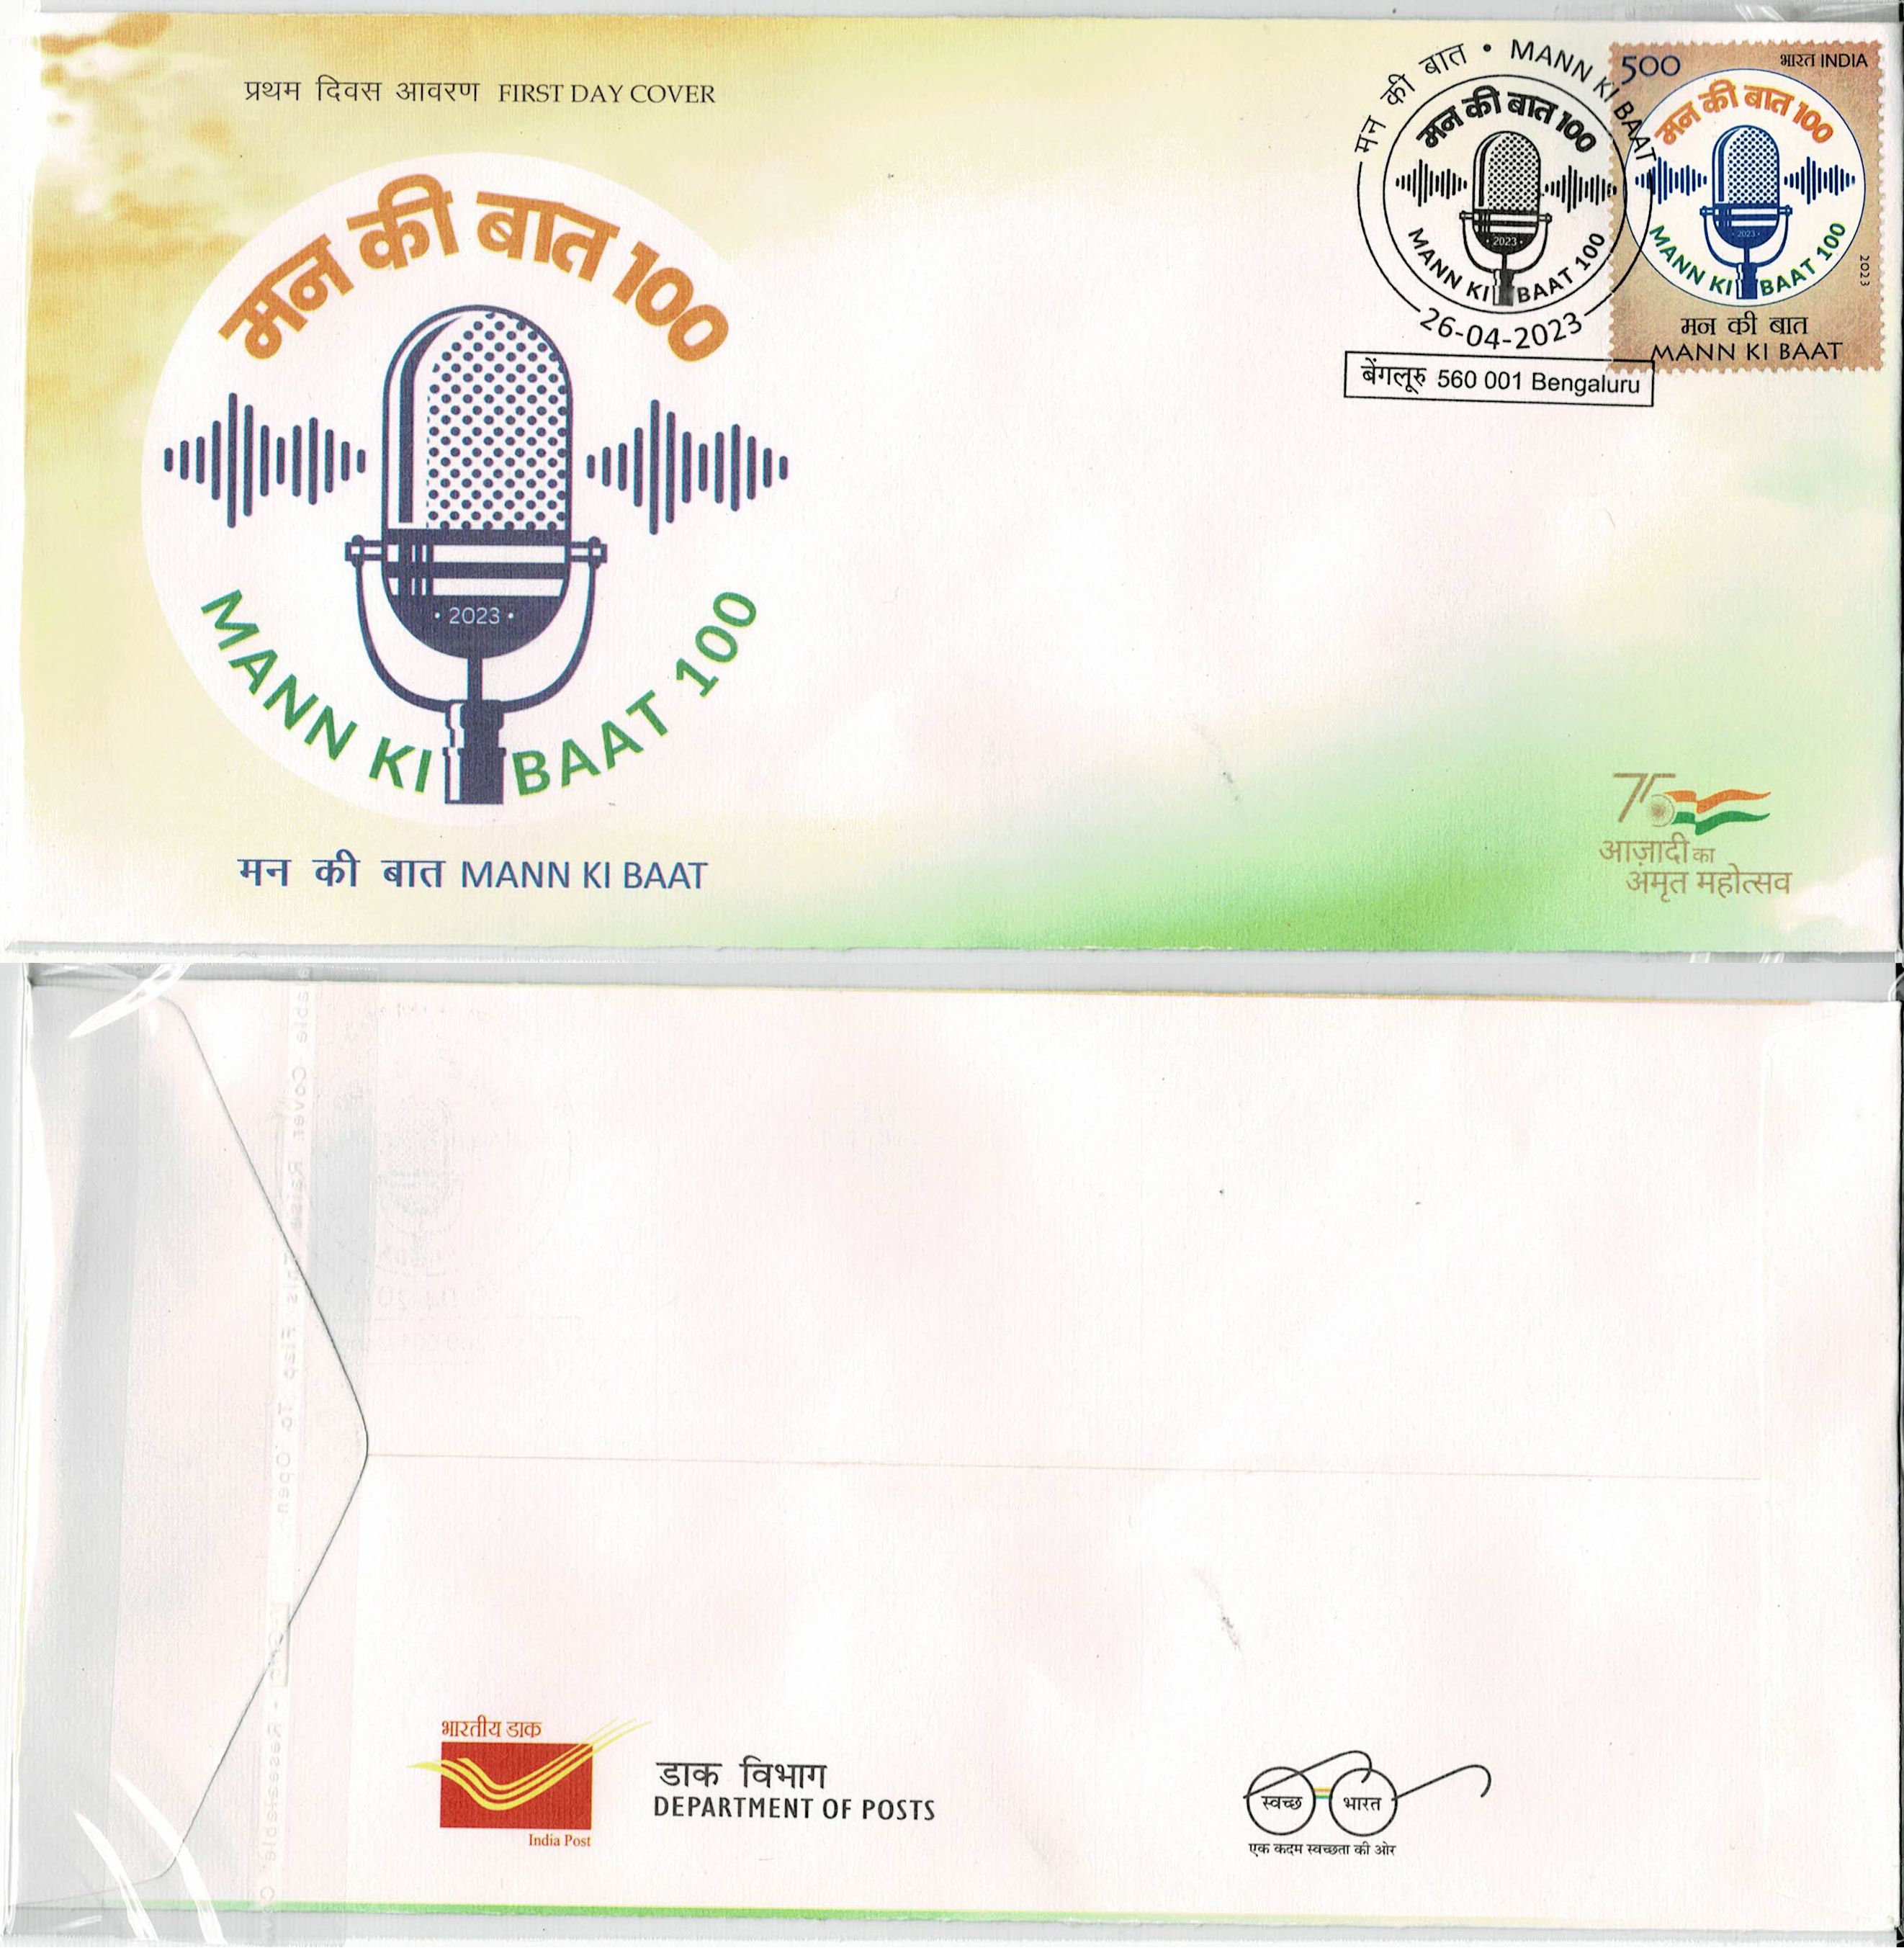 प्रथम दिवस आवरण FIRST DAY COVER
मन की बात 100
2023
MANN KI BAAT 100
मन की बात MANN KI BAAT
मन की बात • MANN KI BAAT
मन की बात 100
2023
MANN KI BAAT 100
26-04-2023
बेंगलूरु 560 001 Bengaluru
500
भारत INDIA
मन की बात 100
2023
MANN KI BAAT 100
2023
मन की बात
MANN KI BAAT
75
आज़ादी का
अमृत महोत्सव
भारतीय डाक
India Post
डाक विभाग
DEPARTMENT OF POSTS
स्वच्छ भारत
एक कदम स्वच्छता की ओर